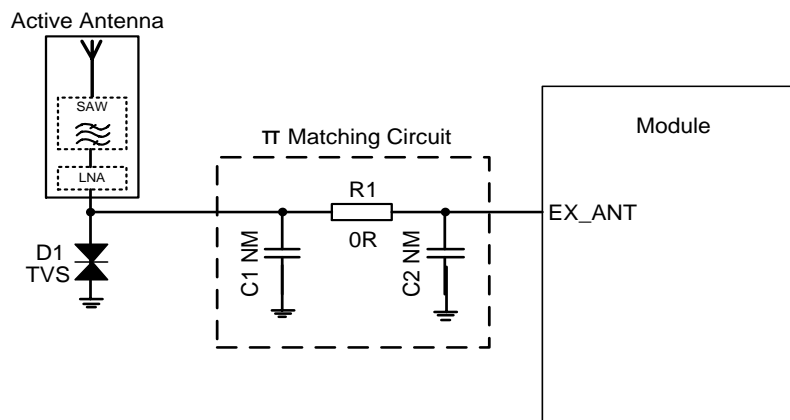 Active Antenna
SAW
LNA
D1
TVS
π Matching Circuit
R1
0R
C1 NM
C2 NM
Module
EX_ANT